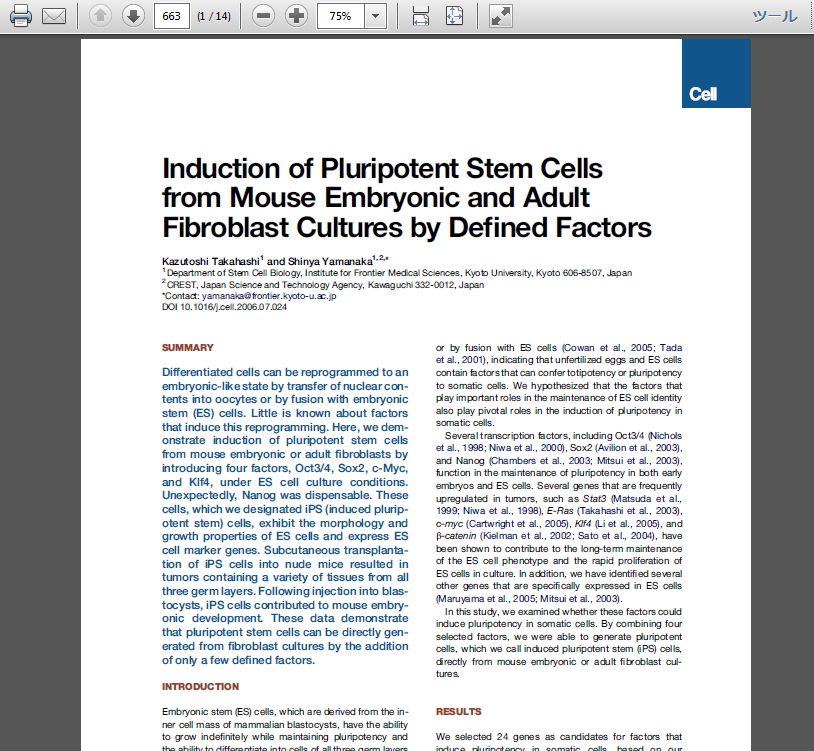 663 (1 / 14) 75% ツール
Cell
Induction of Pluripotent Stem Cells
from Mouse Embryonic and Adult
Fibroblast Cultures by Defined Factors
Kazutoshi Takahashi1 and Shinya Yamanaka1,2,*
1Department of Stem Cell Biology, Institute for Frontier Medical Sciences, Kyoto University, Kyoto 606-8507, Japan
2CREST, Japan Science and Technology Agency, Kawaguchi 332-0012, Japan
*Contact: yamanaka@frontier.kyoto-u.ac.jp
DOI 10.1016/j.cell.2006.07.024
SUMMARY
Differentiated cells can be reprogrammed to an
embryonic-like state by transfer of nuclear con-
tents into oocytes or by fusion with embryonic
stem (ES) cells. Little is known about factors
that induce this reprogramming. Here, we dem-
onstrate induction of pluripotent stem cells
from mouse embryonic or adult fibroblasts by
introducing four factors, Oct3/4, Sox2, c-Myc,
and Klf4, under ES cell culture conditions.
Unexpectedly, Nanog was dispensable. These
cells, which we designated iPS (induced plurip-
otent stem) cells, exhibit the morphology and
growth properties of ES cells and express ES
cell marker genes. Subcutaneous transplanta-
tion of iPS cells into nude mice resulted in
tumors containing a variety of tissues from all
three germ layers. Following injection into blas-
tocysts, iPS cells contributed to mouse embry-
onic development. These data demonstrate
that pluripotent stem cells can be directly gen-
erated from fibroblast cultures by the addition
of only a few defined factors.
INTRODUCTION
Embryonic stem (ES) cells, which are derived from the in-
ner cell mass of mammalian blastocysts, have the ability
to grow indefinitely while maintaining pluripotency and
the ability to differentiate into cells of all three germ layers
or by fusion with ES cells (Cowan et al., 2005; Tada
et al., 2001), indicating that unfertilized eggs and ES cells
contain factors that can confer totipotency or pluripotency
to somatic cells. We hypothesized that the factors that
play important roles in the maintenance of ES cell identity
also play pivotal roles in the induction of pluripotency in
somatic cells.
Several transcription factors, including Oct3/4 (Nichols
et al., 1998; Niwa et al., 2000), Sox2 (Avilion et al., 2003),
and Nanog (Chambers et al., 2003; Mitsui et al., 2003),
function in the maintenance of pluripotency in both early
embryos and ES cells. Several genes that are frequently
upregulated in tumors, such as Stat3 (Matsuda et al.,
1999; Niwa et al., 1998), E-Ras (Takahashi et al., 2003),
c-myc (Cartwright et al., 2005), Klf4 (Li et al., 2005), and
β-catenin (Kielman et al., 2002; Sato et al., 2004), have
been shown to contribute to the long-term maintenance
of the ES cell phenotype and the rapid proliferation of
ES cells in culture. In addition, we have identified several
other genes that are specifically expressed in ES cells
(Maruyama et al., 2005; Mitsui et al., 2003).
In this study, we examined whether these factors could
induce pluripotency in somatic cells. By combining four
selected factors, we were able to generate pluripotent
cells, which we call induced pluripotent stem (iPS) cells,
directly from mouse embryonic or adult fibroblast cul-
tures.
RESULTS
We selected 24 genes as candidates for factors that
induce pluripotency in somatic cells, based on our